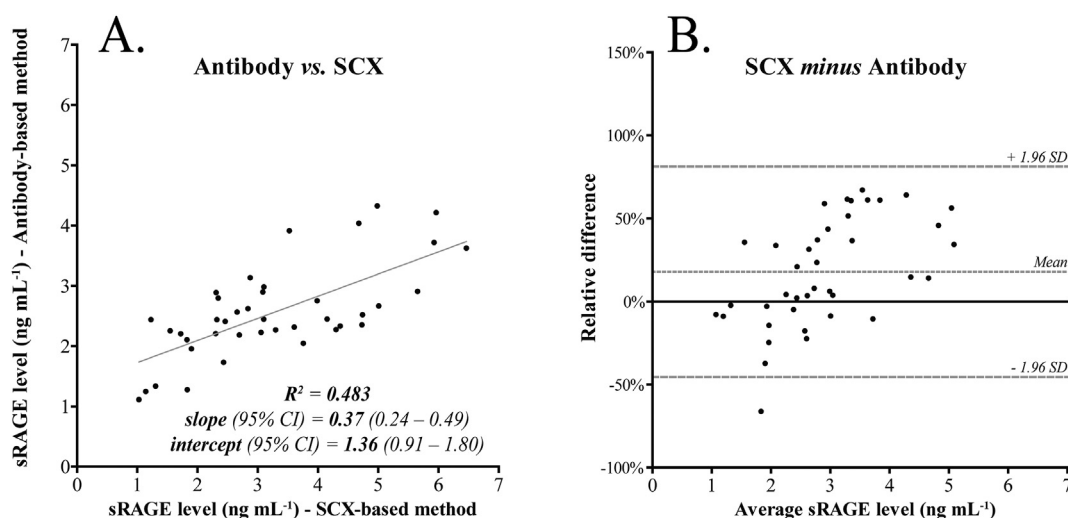 A.
Antibody vs. SCX
sRAGE level (ng mL⁻¹) - Antibody-based method
7
6
5
4
3
2
1
0
R² = 0.483
slope (95% CI) = 0.37 (0.24 – 0.49)
intercept (95% CI) = 1.36 (0.91 – 1.80)
0 1 2 3 4 5 6 7
sRAGE level (ng mL⁻¹) - SCX-based method
B.
SCX minus Antibody
Relative difference
150%
100%
50%
0%
-50%
-100%
+ 1.96 SD
Mean
- 1.96 SD
0 1 2 3 4 5 6 7
Average sRAGE level (ng mL⁻¹)